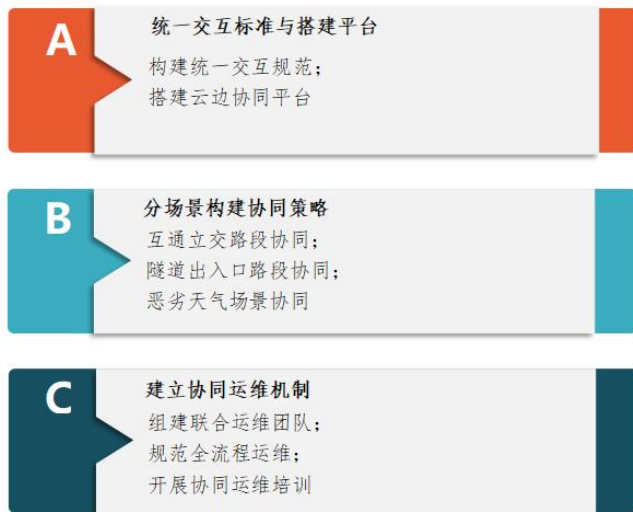 A
统一交互标准与搭建平台
构建统一交互规范；
搭建云边协同平台
B
分场景构建协同策略
互通立交路段协同；
隧道出入口路段协同；
恶劣天气场景协同
C
建立协同运维机制
组建联合运维团队；
规范全流程运维；
开展协同运维培训